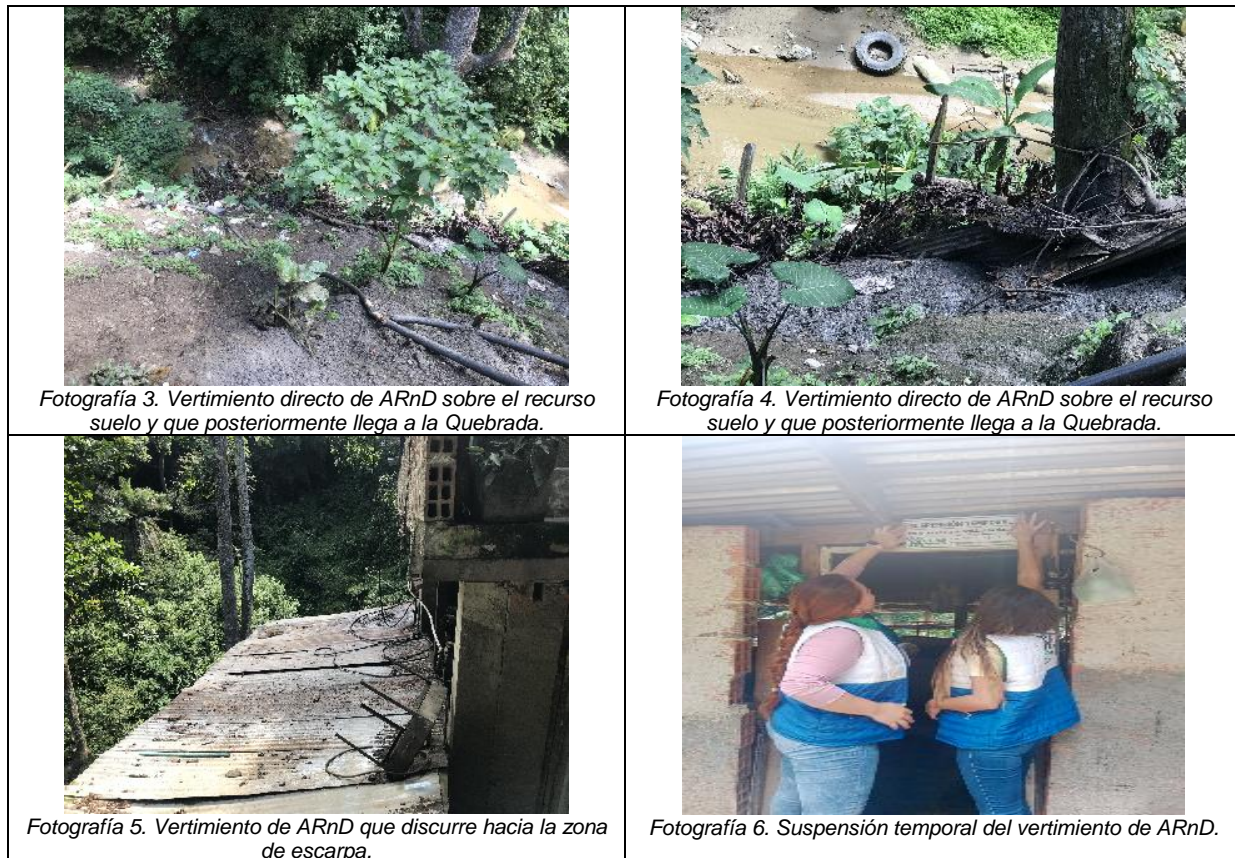 Fotografía 3. Vertimiento directo de ARnD sobre el recurso
suelo y que posteriormente llega a la Quebrada.
Fotografía 4. Vertimiento directo de ARnD sobre el recurso
suelo y que posteriormente llega a la Quebrada.
Fotografía 5. Vertimiento de ARnD que discurre hacia la zona
de escarpa.
Fotografía 6. Suspensión temporal del vertimiento de ARnD.